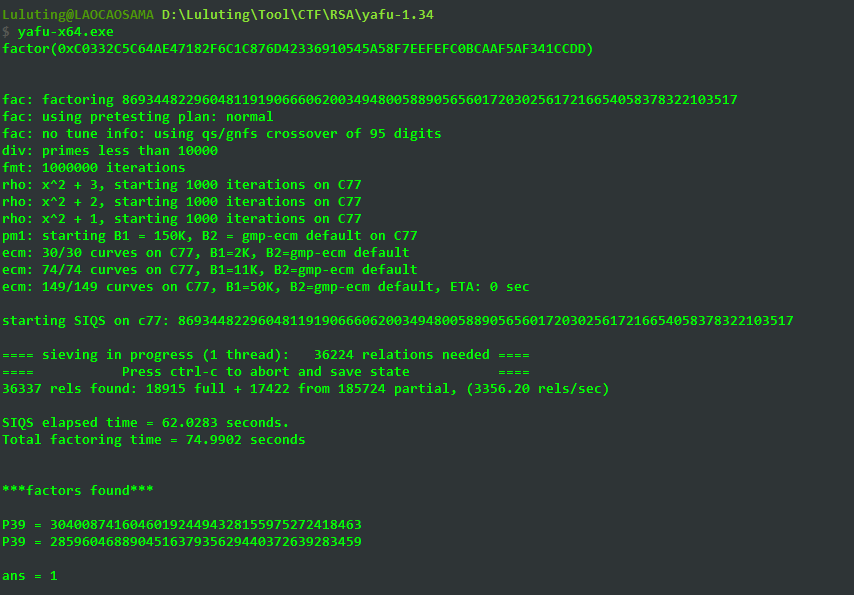 Luluting@LAOCAOSAMA D:\Luluting\Tool\CTF\RSA\yafu-1.34
$ yafu-x64.exe
factor(0xC0332C5C64AE47182F6C1C876D42336910545A58F7EEFEFC0BCAAF5AF341CCDD)
fac: factoring 86934482296048119190666062003494800588905656017203025617216654058378322103517
fac: using pretesting plan: normal
fac: no tune info: using qs/gnfs crossover of 95 digits
div: primes less than 10000
fmt: 1000000 iterations
rho: x^2 + 3, starting 1000 iterations on C77
rho: x^2 + 2, starting 1000 iterations on C77
rho: x^2 + 1, starting 1000 iterations on C77
pm1: starting B1 = 150K, B2 = gmp-ecm default on C77
ecm: 30/30 curves on C77, B1=2K, B2=gmp-ecm default
ecm: 74/74 curves on C77, B1=11K, B2=gmp-ecm default
ecm: 149/149 curves on C77, B1=50K, B2=gmp-ecm default, ETA: 0 sec
starting SIQS on c77: 86934482296048119190666062003494800588905656017203025617216654058378322103517
==== sieving in progress (1 thread):   36224 relations needed ====
====           Press ctrl-c to abort and save state           ====
36337 rels found: 18915 full + 17422 from 185724 partial, (3356.20 rels/sec)
SIQS elapsed time = 62.0283 seconds.
Total factoring time = 74.9902 seconds
***factors found***
P39 = 304008741604601924494328155975272418463
P39 = 285960468890451637935629440372639283459
ans = 1